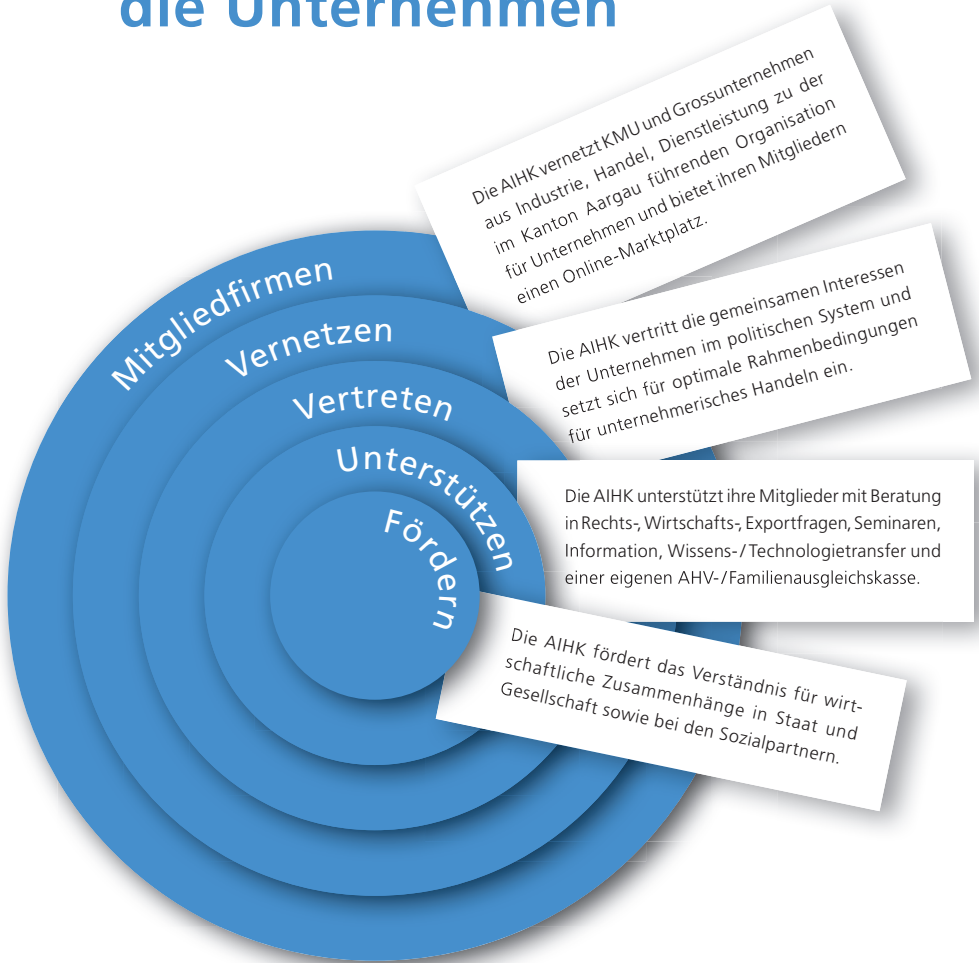 die Unternehmen
Die AIHK vernetzt KMU und Grossunternehmen
aus Industrie, Handel, Dienstleistung zu der
im Kanton Aargau führenden Organisation
für Unternehmen und bietet ihren Mitgliedern
einen Online-Marktplatz.
Mitgliedfirmen
Vernetzen
Vertreten
Unterstützen
Fördern
Die AIHK vertritt die gemeinsamen Interessen
der Unternehmen im politischen System und
setzt sich für optimale Rahmenbedingungen
für unternehmerisches Handeln ein.
Die AIHK unterstützt ihre Mitglieder mit Beratung
in Rechts-, Wirtschafts-, Exportfragen, Seminaren,
Information, Wissens-/Technologietransfer und
einer eigenen AHV-/Familienausgleichskasse.
Die AIHK fördert das Verständnis für wirt-
schaftliche Zusammenhänge in Staat und
Gesellschaft sowie bei den Sozialpartnern.